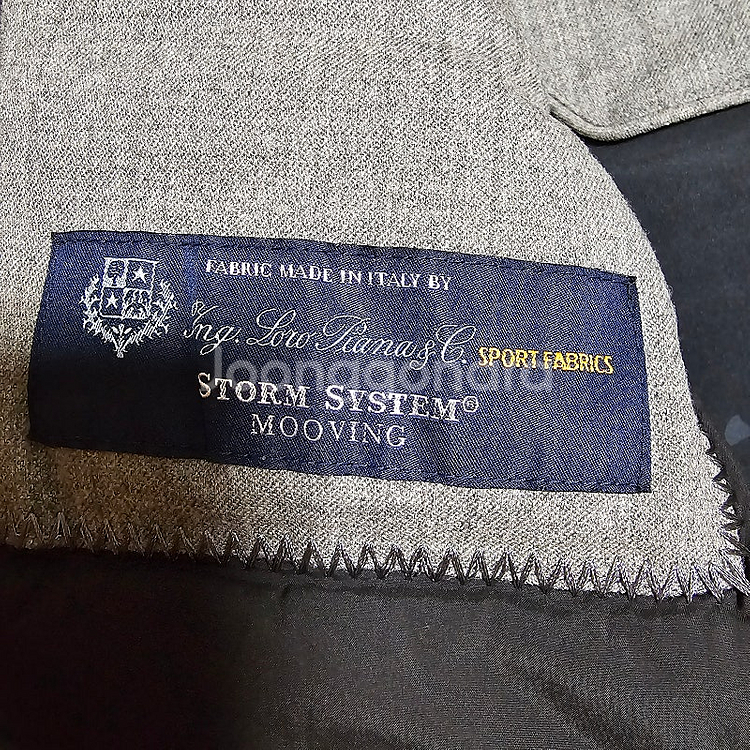 FABRIC MADE IN ITALY BY
Ing. Loro Piana & C. SPORT FABRICS
STORM SYSTEM®
MOOVING